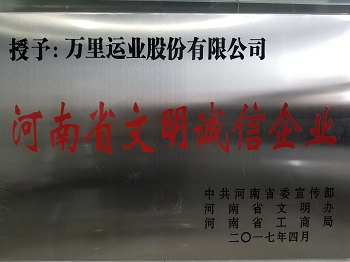 授予:万里运业股份有限公司
河南省文明诚信企业
中共河南省委宣传部
河南省文明办
河南省工商局
二〇一七年四月